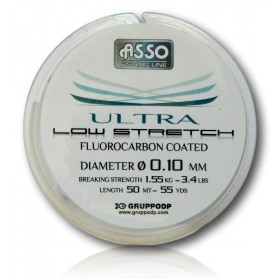 ASSO
FISHING LINE
ULTRA
LOW STRETCH
FLUOROCARBON COATED
DIAMETER Ø 0.10 MM
BREAKING STRENGTH 1.55 KG - 3.4 LBS
LENGTH 50 MT - 55 YDS
GRUPPODP
www.gruppodp.com